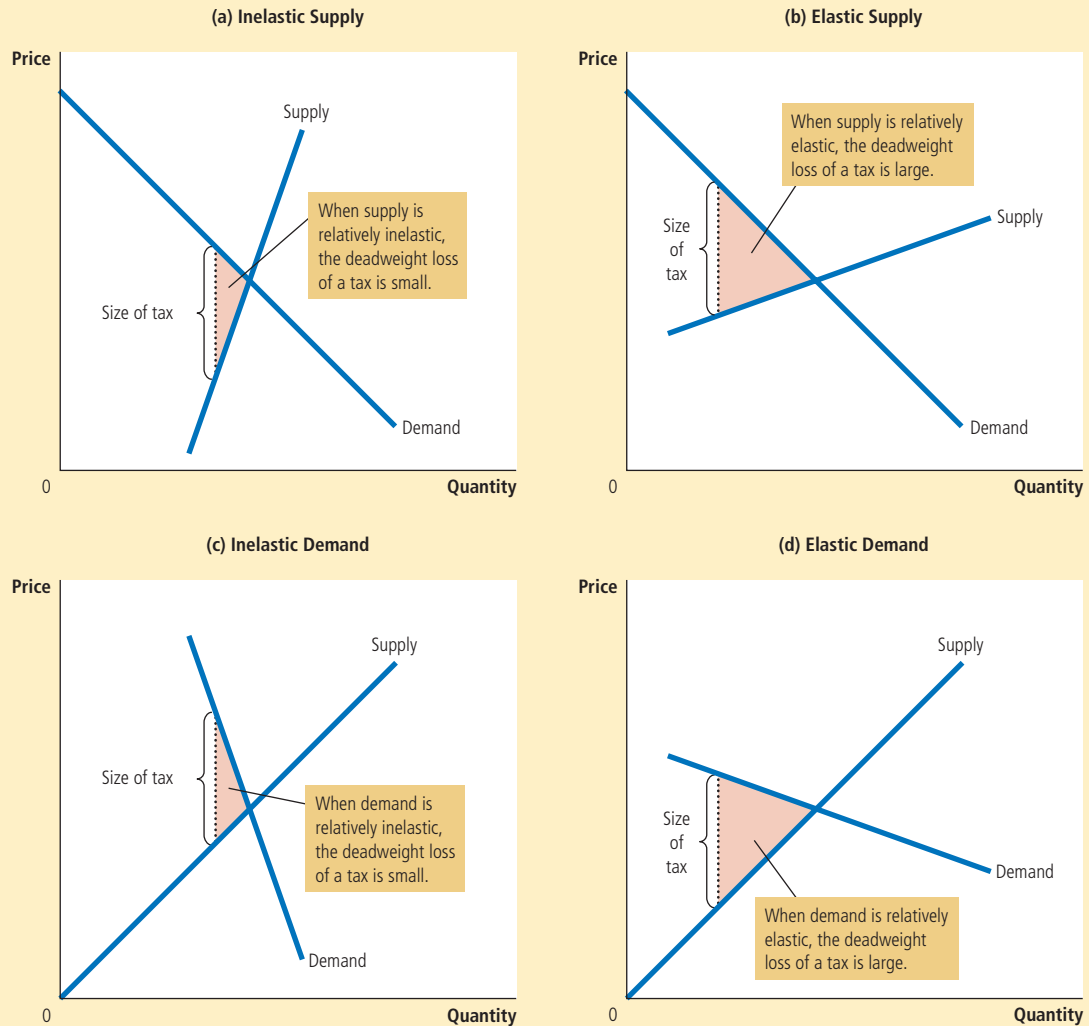 (a) Inelastic Supply
Price
Supply
When supply is
relatively inelastic,
the deadweight loss
of a tax is small.
Size of tax
Demand
0
Quantity
(b) Elastic Supply
Price
When supply is relatively
elastic, the deadweight
loss of a tax is large.
Size
of
tax
Supply
Demand
0
Quantity
(c) Inelastic Demand
Price
Supply
Size of tax
When demand is
relatively inelastic,
the deadweight loss
of a tax is small.
Demand
0
Quantity
(d) Elastic Demand
Price
Supply
Size
of
tax
Demand
When demand is relatively
elastic, the deadweight
loss of a tax is large.
0
Quantity